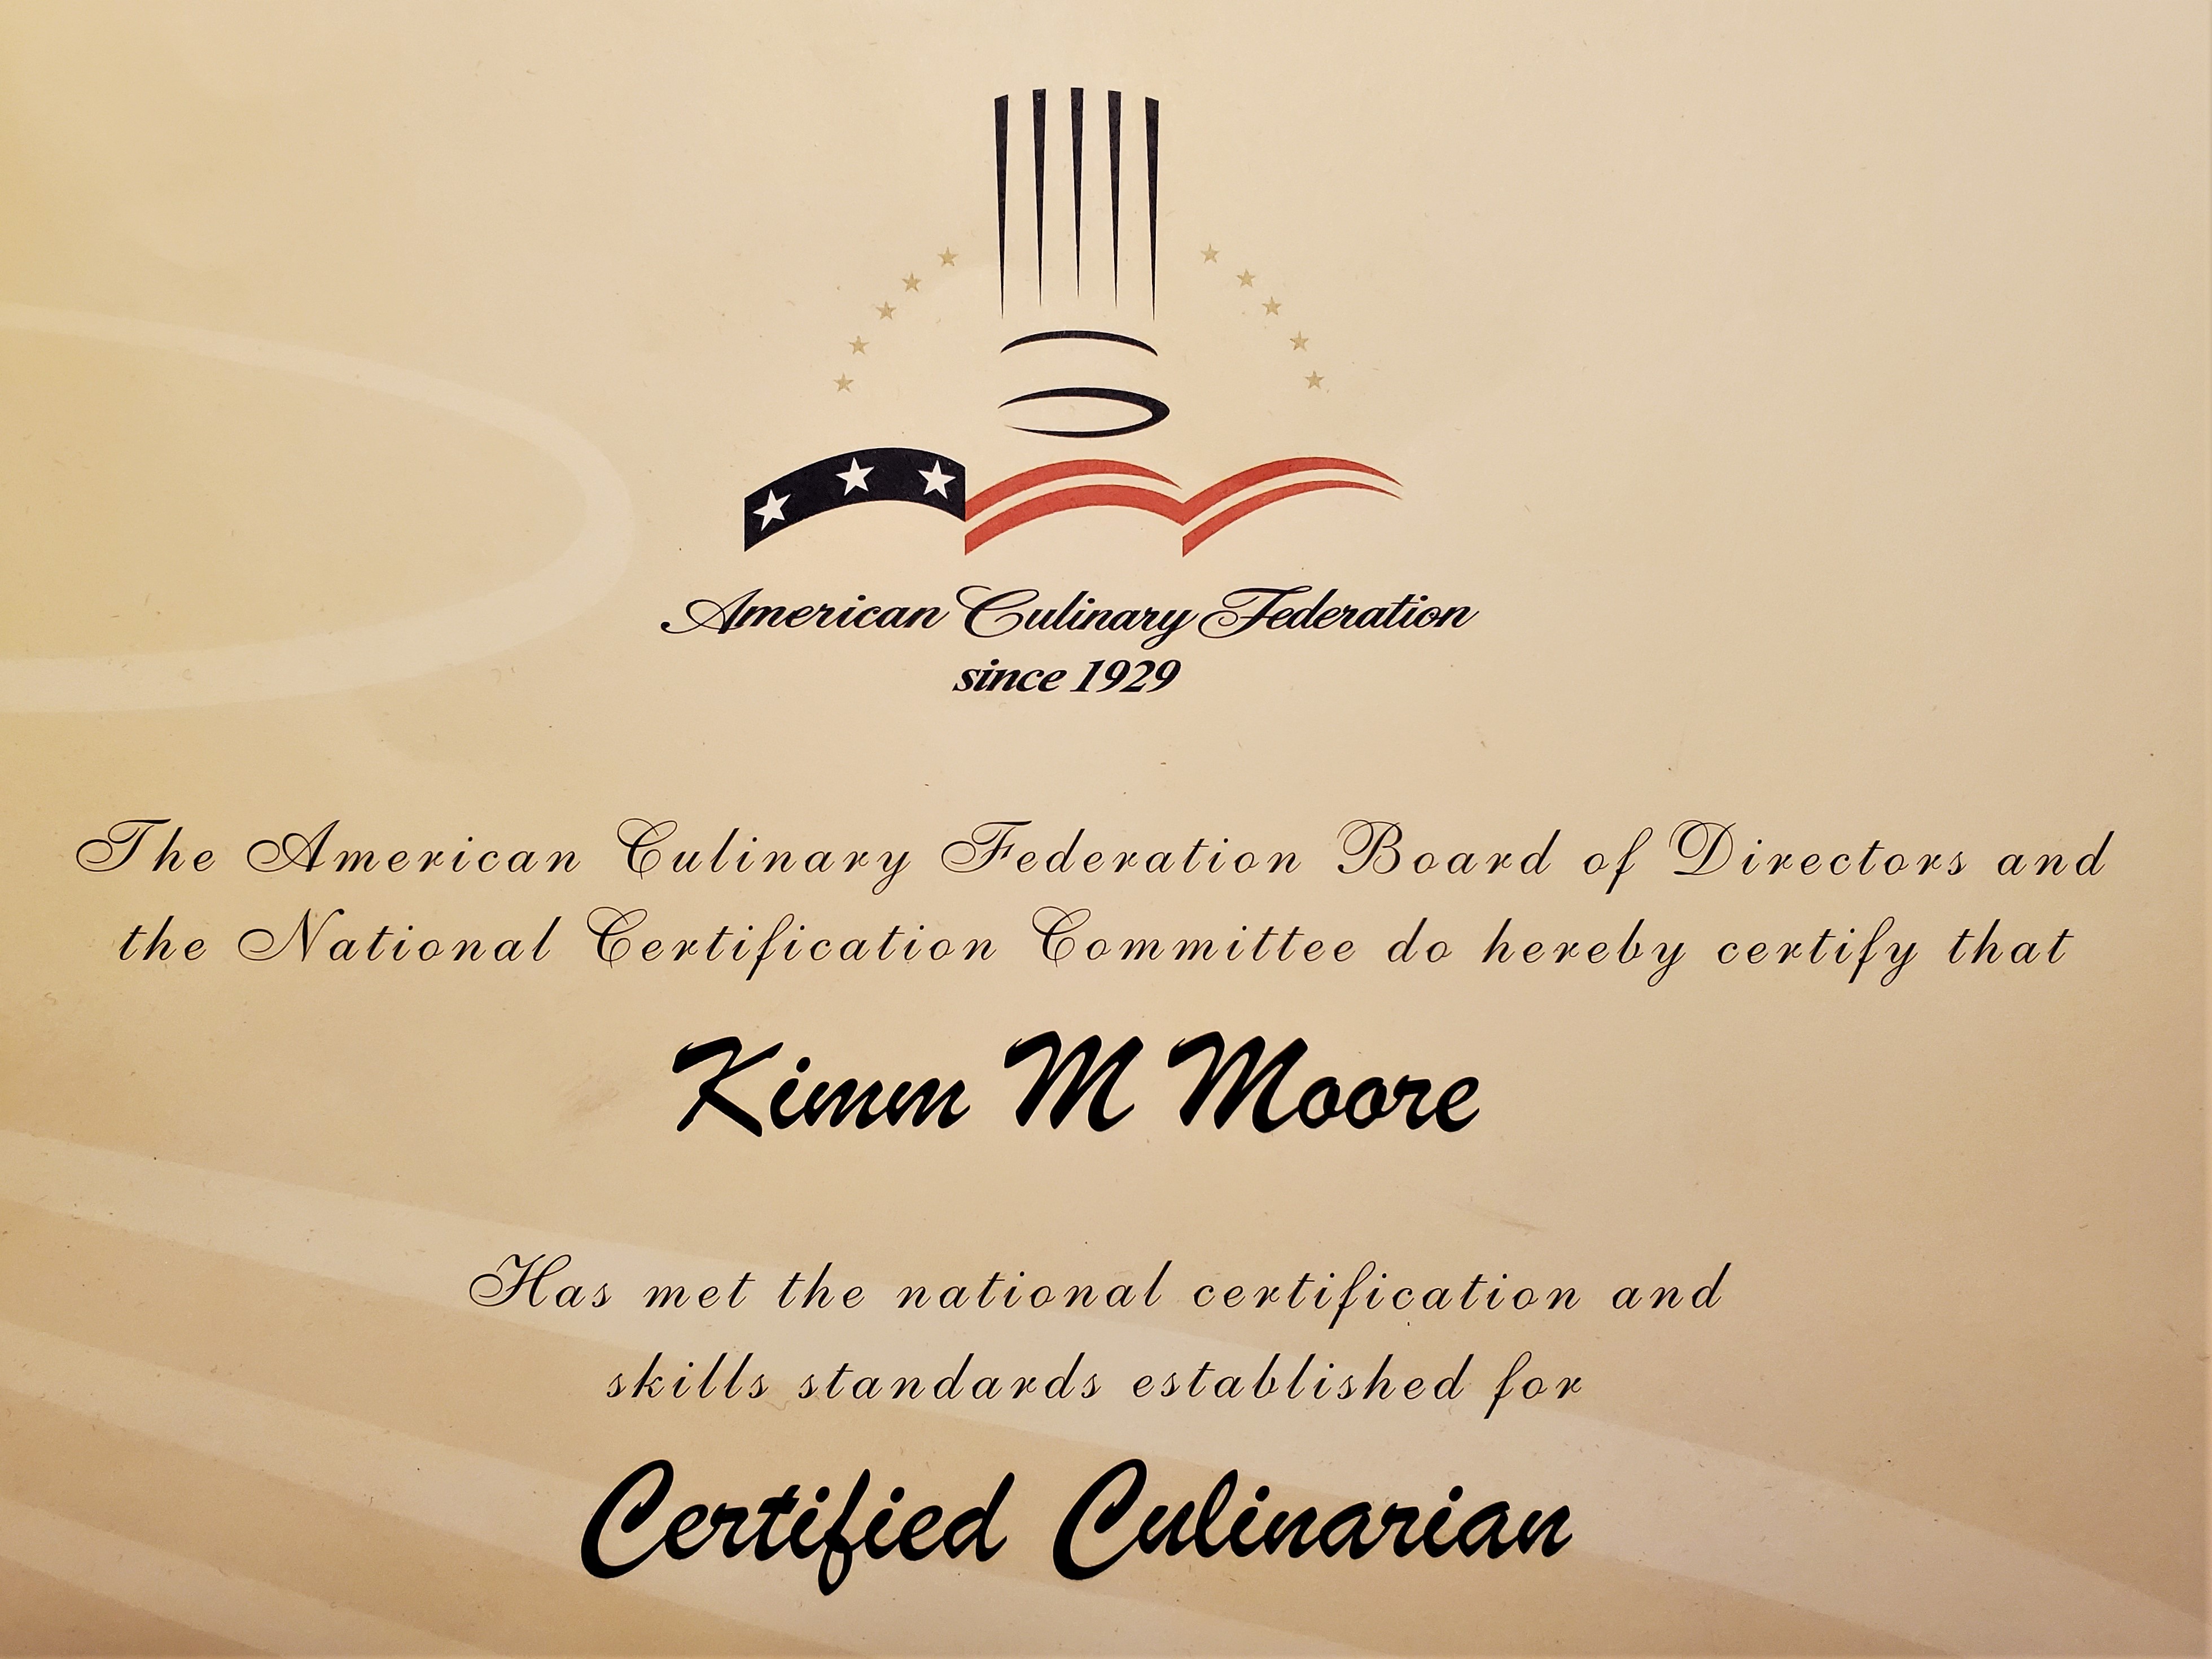 American Culinary Federation
since 1929
The American Culinary Federation Board of Directors and
the National Certification Committee do hereby certify that
Kimm M Moore
Has met the national certification and
skills standards established for
Certified Culinarian